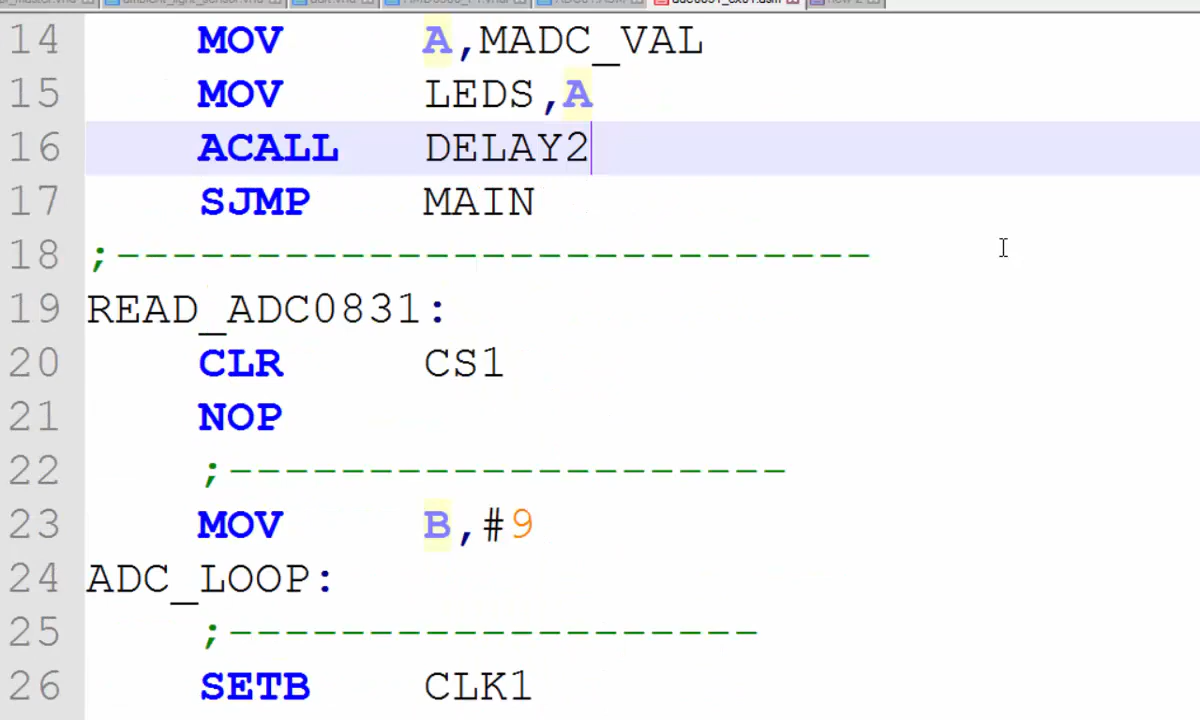 14 MOV A,MADC_VAL
15 MOV LEDS,A
16 ACALL DELAY2
17 SJMP MAIN
18 ;---------------------------
19 READ_ADC0831:
20 CLR CS1
21 NOP
22 ;--------------------
23 MOV B,#9
24 ADC_LOOP:
25 ;-------------------
26 SETB CLK1